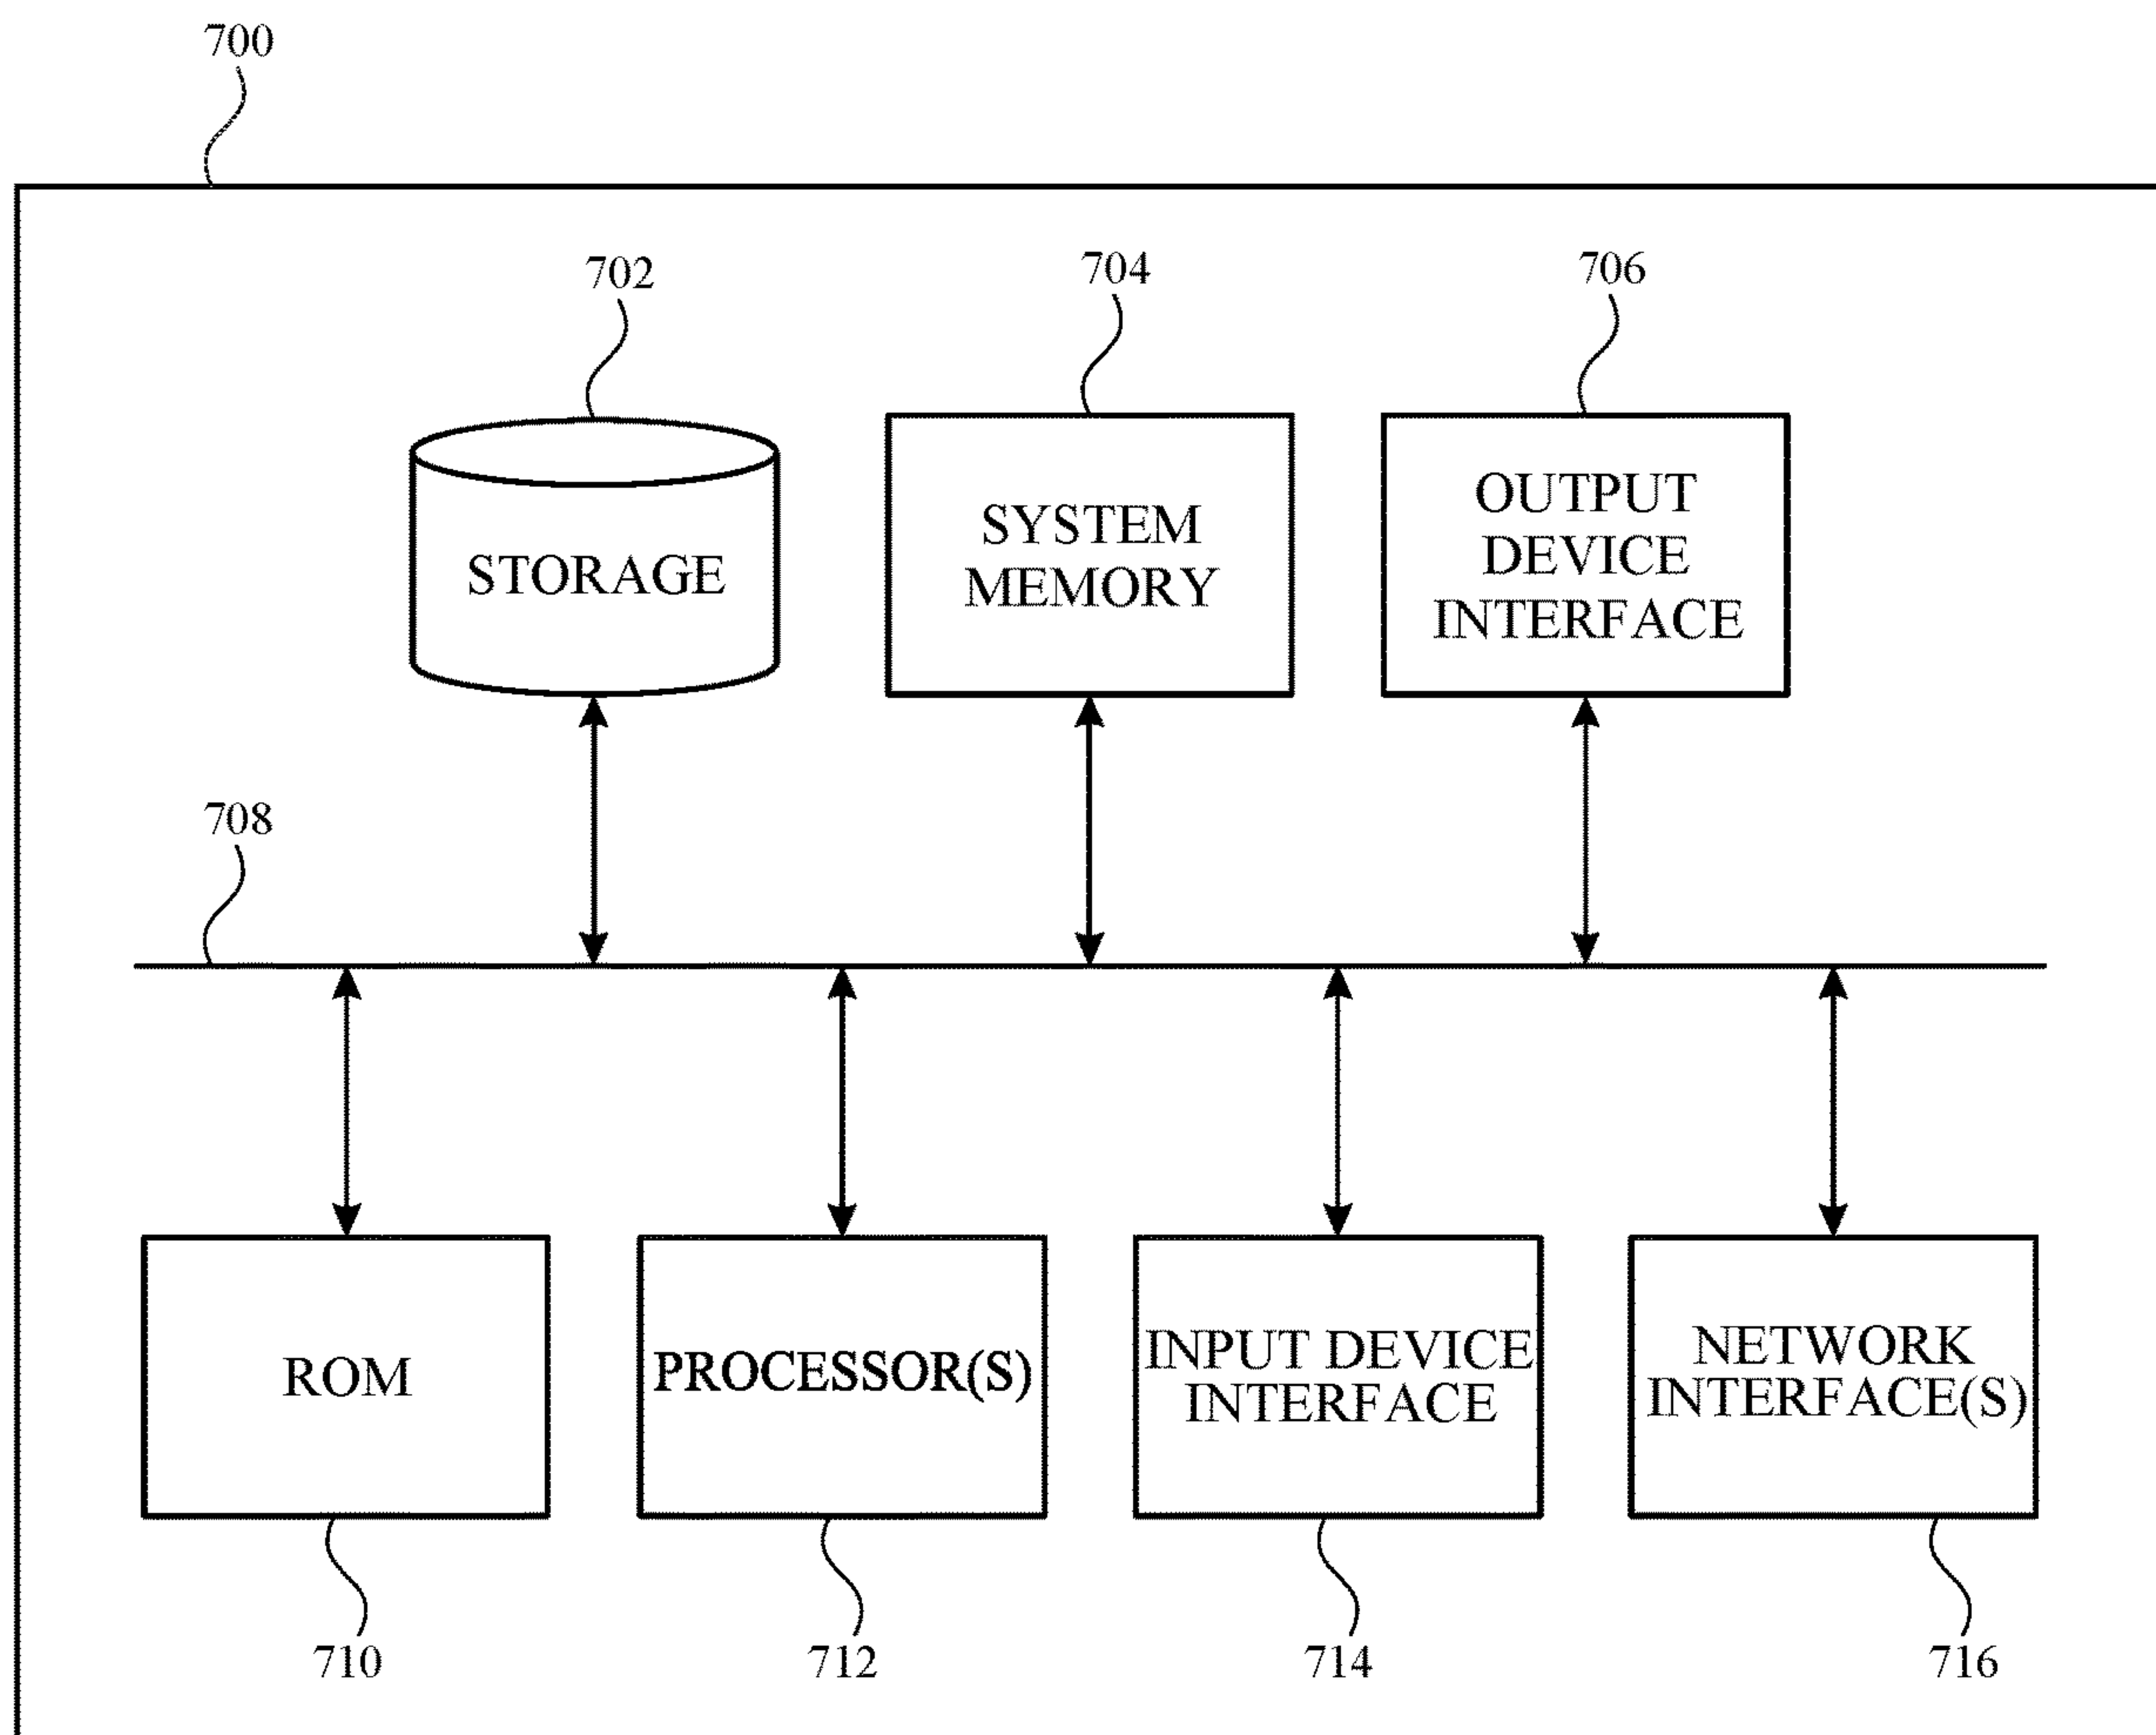 700
702
704
706
STORAGE
SYSTEM
MEMORY
OUTPUT
DEVICE
INTERFACE
708
ROM
PROCESSOR(S)
INPUT DEVICE
INTERFACE
NETWORK
INTERFACE(S)
710
712
714
716